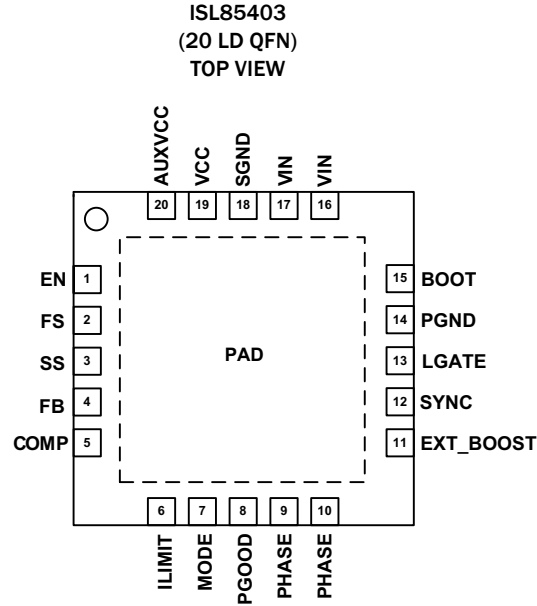 ISL85403
(20 LD QFN)
TOP VIEW
AUXVCC
VCC
SGND
VIN
VIN
20
19
18
17
16
EN 1
FS 2
SS 3
FB 4
COMP 5
PAD
15 BOOT
14 PGND
13 LGATE
12 SYNC
11 EXT_BOOST
6
7
8
9
10
ILIMIT
MODE
PGOOD
PHASE
PHASE